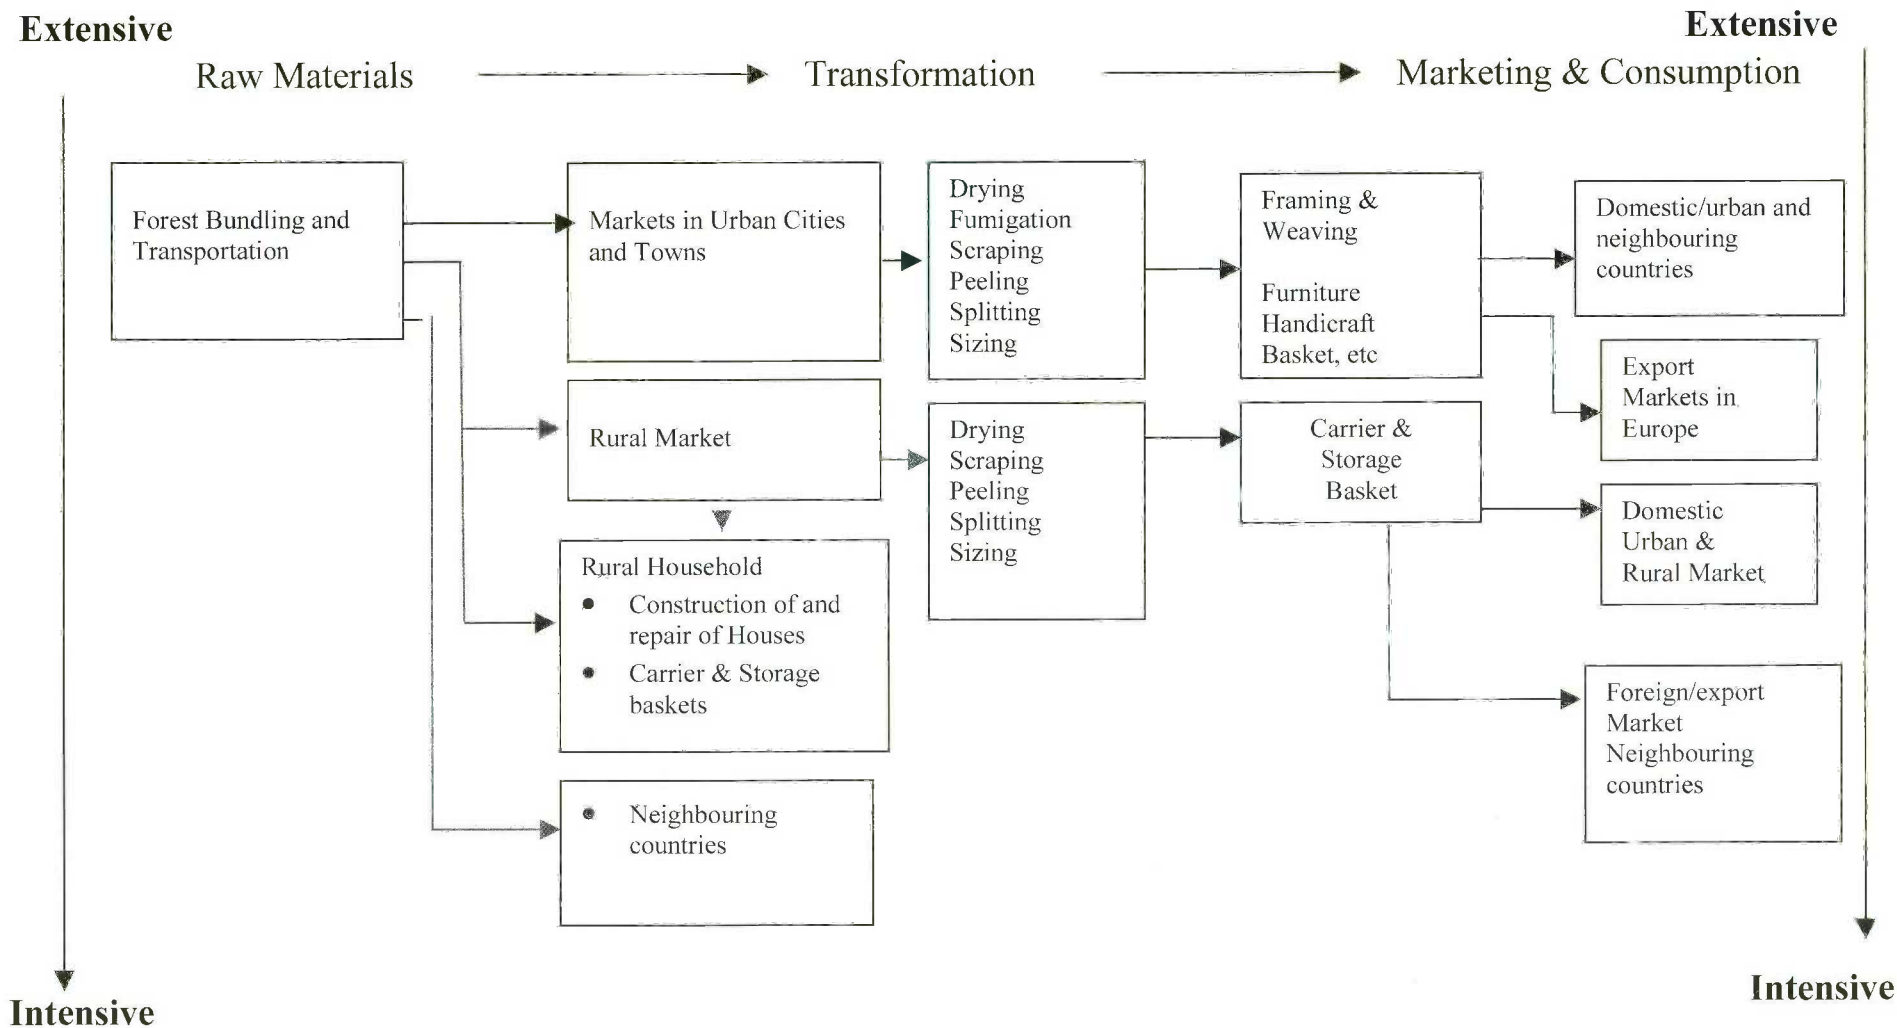 Extensive
Extensive
Raw Materials
Transformation
Marketing & Consumption
Forest Bundling and
Transportation
Markets in Urban Cities
and Towns
Drying
Fumigation
Scraping
Peeling
Splitting
Sizing
Framing &
Weaving
Furniture
Handicraft
Basket, etc
Domestic/urban and
neighbouring
countries
Export
Markets in
Europe
Rural Market
Drying
Scraping
Peeling
Splitting
Sizing
Carrier &
Storage
Basket
Domestic
Urban &
Rural Market
Rural Household
• Construction of and
repair of Houses
• Carrier & Storage
baskets
Foreign/export
Market
Neighbouring
countries
• Neighbouring
countries
Intensive
Intensive